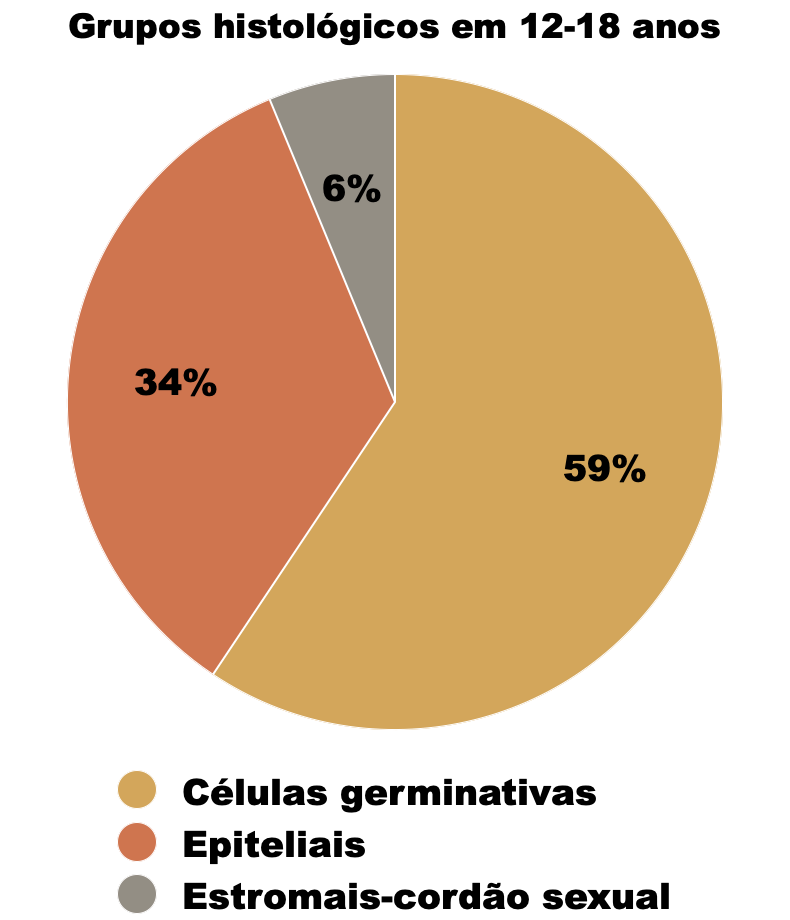 Grupos histológicos em 12-18 anos
6%
34%
59%
Células germinativas
Epiteliais
Estromais-cordão sexual